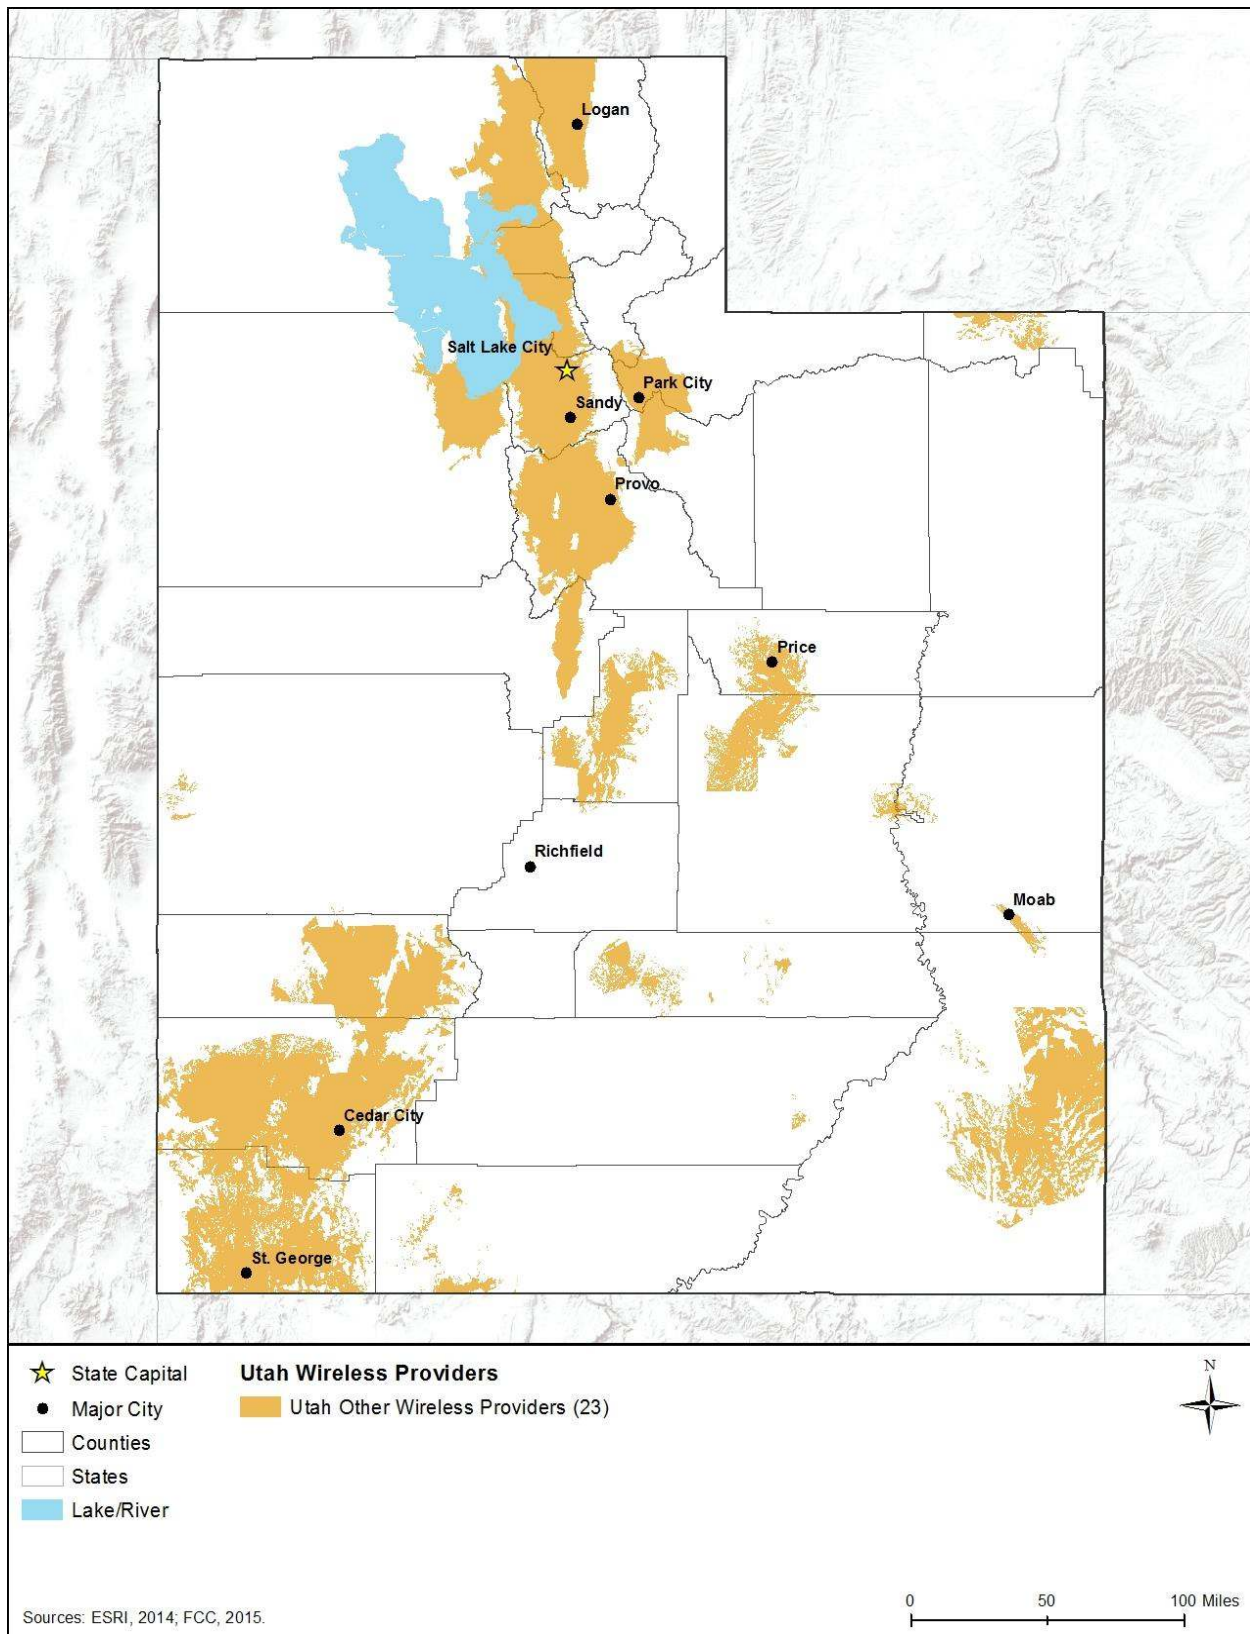 Logan
Salt Lake City
Park City
Sandy
Provo
Price
Richfield
Moab
Cedar City
St. George
State Capital
Major City
Counties
States
Lake/River
Utah Wireless Providers
Utah Other Wireless Providers (23)
N
Sources: ESRI, 2014; FCC, 2015.
0 50 100 Miles